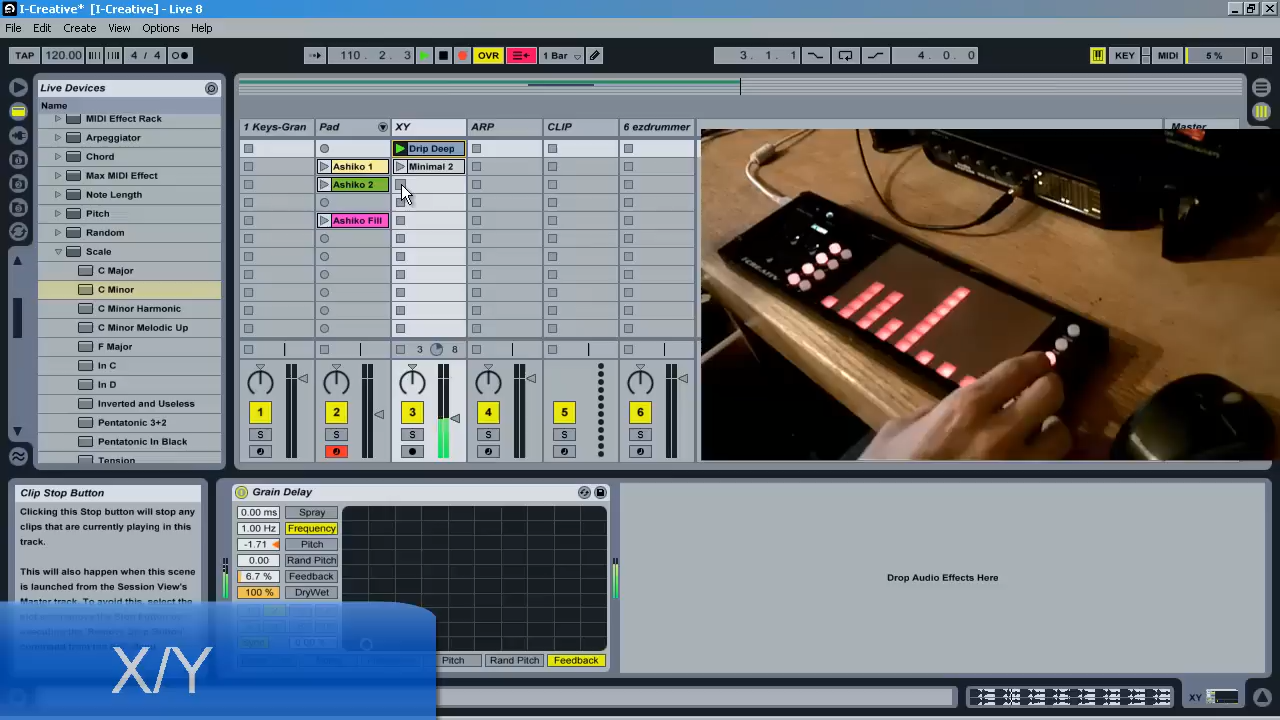 I-Creative* [I-Creative] - Live 8
File Edit Create View Options Help
TAP 120.00 4 / 4 110. 2. 3 OVR 1 Bar 3. 1. 1 4. 0. 0 KEY MIDI 5 % D
Live Devices
Name
MIDI Effect Rack
Arpeggiator
Chord
Max MIDI Effect
Note Length
Pitch
Random
Scale
C Major
C Minor
C Minor Harmonic
C Minor Melodic Up
F Major
In C
In D
Inverted and Useless
Pentatonic 3+2
Pentatonic In Black
Tension
1 Keys-Gran Pad XY ARP CLIP 6 ezdrummer Master
Drip Deep
Ashiko 1 Minimal 2
Ashiko 2
Ashiko Fill
3 8
1 2 3 4 5 6
S S S S S S
Clip Stop Button
Clicking this Stop button will stop any
clips that are currently playing in this
track.
This will also happen when this scene
is launched from the Session View's
Master track. To avoid this, select the
Grain Delay
0.00 ms Spray
1.00 Hz Frequency
-1.71 Pitch
0.00 Rand Pitch
6.7 % Feedback
100 % DryWet
Pitch Rand Pitch Feedback
Drop Audio Effects Here
X/Y
XY